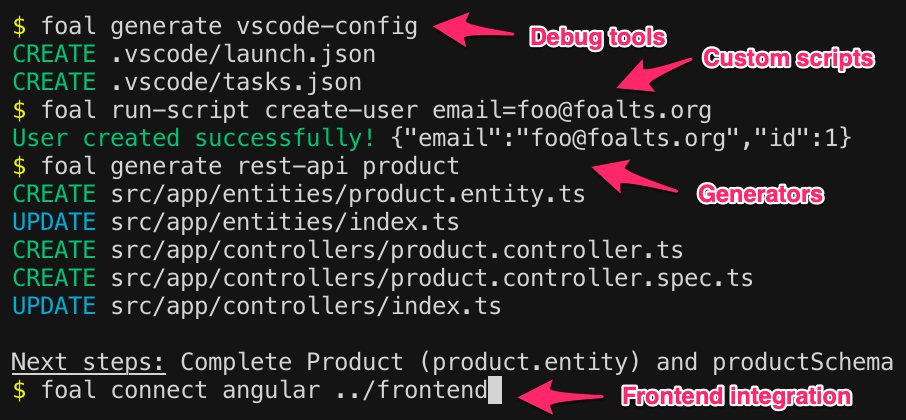 $ foal generate vscode-config
Debug tools
CREATE .vscode/launch.json
Custom scripts
CREATE .vscode/tasks.json
$ foal run-script create-user email=foo@foalts.org
User created successfully! {"email":"foo@foalts.org","id":1}
$ foal generate rest-api product
Generators
CREATE src/app/entities/product.entity.ts
UPDATE src/app/entities/index.ts
CREATE src/app/controllers/product.controller.ts
CREATE src/app/controllers/product.controller.spec.ts
UPDATE src/app/controllers/index.ts
Next steps: Complete Product (product.entity) and productSchema
$ foal connect angular ../frontend
Frontend integration